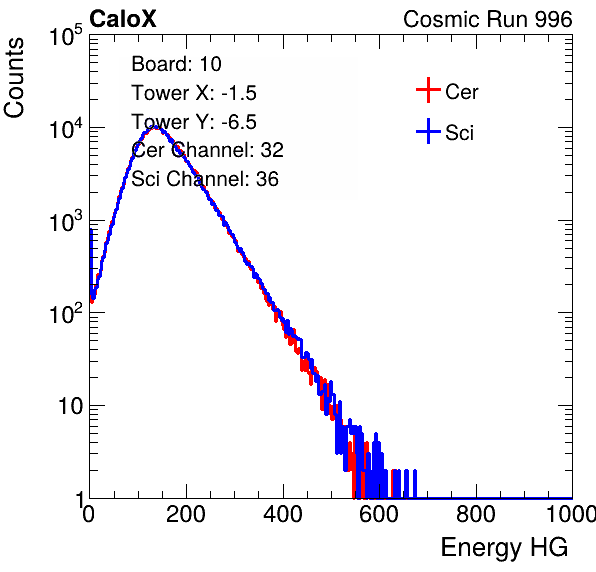 CaloX Cosmic Run 996
Counts
10^5
10^4
10^3
10^2
10
1
Board: 10
Tower X: -1.5
Tower Y: -6.5
Cer Channel: 32
Sci Channel: 36
Cer
Sci
0 200 400 600 800 1000
Energy HG